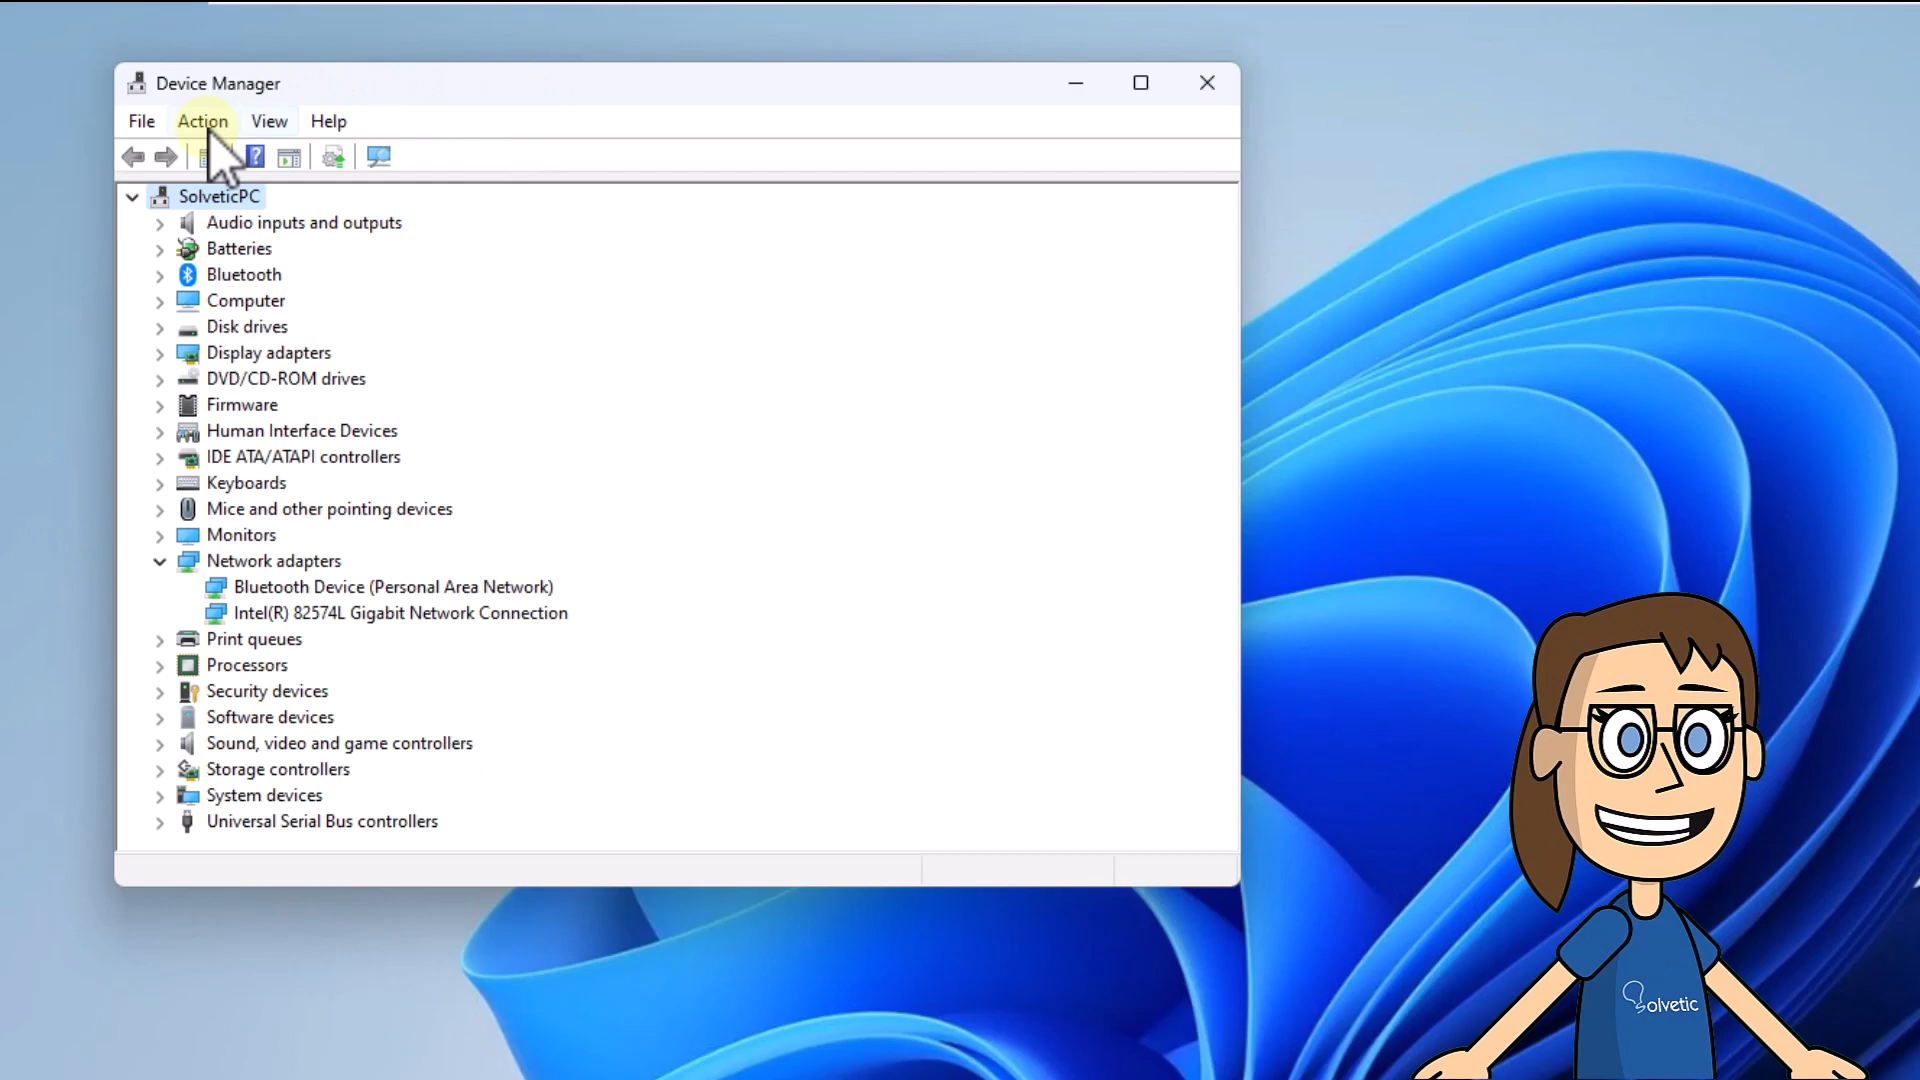 Device Manager
File Action View Help
SolveticPC
Audio inputs and outputs
Batteries
Bluetooth
Computer
Disk drives
Display adapters
DVD/CD-ROM drives
Firmware
Human Interface Devices
IDE ATA/ATAPI controllers
Keyboards
Mice and other pointing devices
Monitors
Network adapters
Bluetooth Device (Personal Area Network)
Intel(R) 82574L Gigabit Network Connection
Print queues
Processors
Security devices
Software devices
Sound, video and game controllers
Storage controllers
System devices
Universal Serial Bus controllers
Solvetic